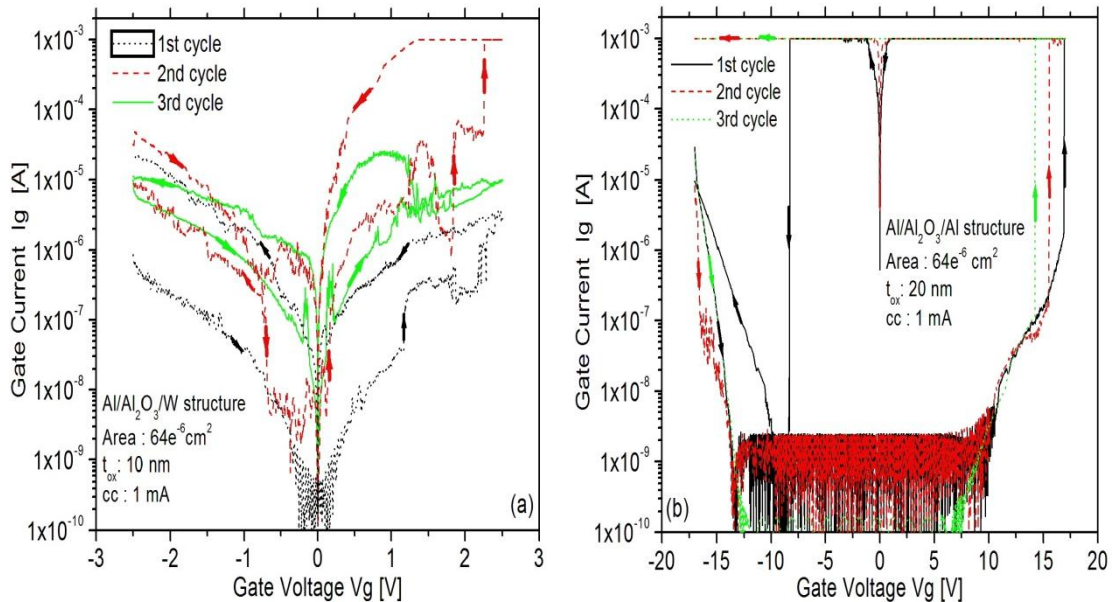 1x10⁻³
1x10⁻⁴
1x10⁻⁵
1x10⁻⁶
1x10⁻⁷
1x10⁻⁸
1x10⁻⁹
1x10⁻¹⁰
Gate Current Ig [A]
1st cycle
2nd cycle
3rd cycle
Al/Al₂O₃/W structure
Area : 64e⁻⁶cm²
tₒₓ: 10 nm
cc : 1 mA
(a)
-3 -2 -1 0 1 2 3
Gate Voltage Vg [V]
1x10⁻³
1x10⁻⁴
1x10⁻⁵
1x10⁻⁶
1x10⁻⁷
1x10⁻⁸
1x10⁻⁹
1x10⁻¹⁰
Gate Current Ig [A]
1st cycle
2nd cycle
3rd cycle
Al/Al₂O₃/Al structure
Area : 64e⁻⁶ cm²
tₒₓ: 20 nm
cc : 1 mA
(b)
-20 -15 -10 -5 0 5 10 15 20
Gate Voltage Vg [V]